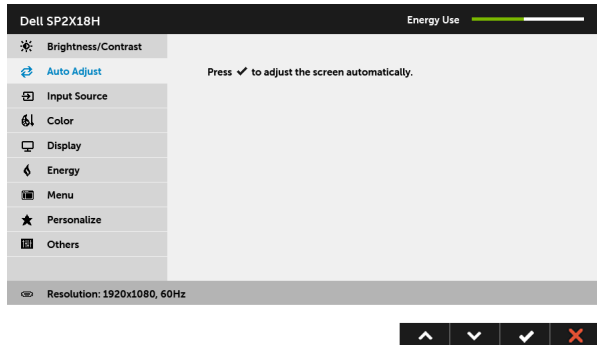 Dell SP2X18H
Energy Use
Brightness/Contrast
Auto Adjust
Press ✔ to adjust the screen automatically.
Input Source
Color
Display
Energy
Menu
Personalize
Others
Resolution: 1920x1080, 60Hz